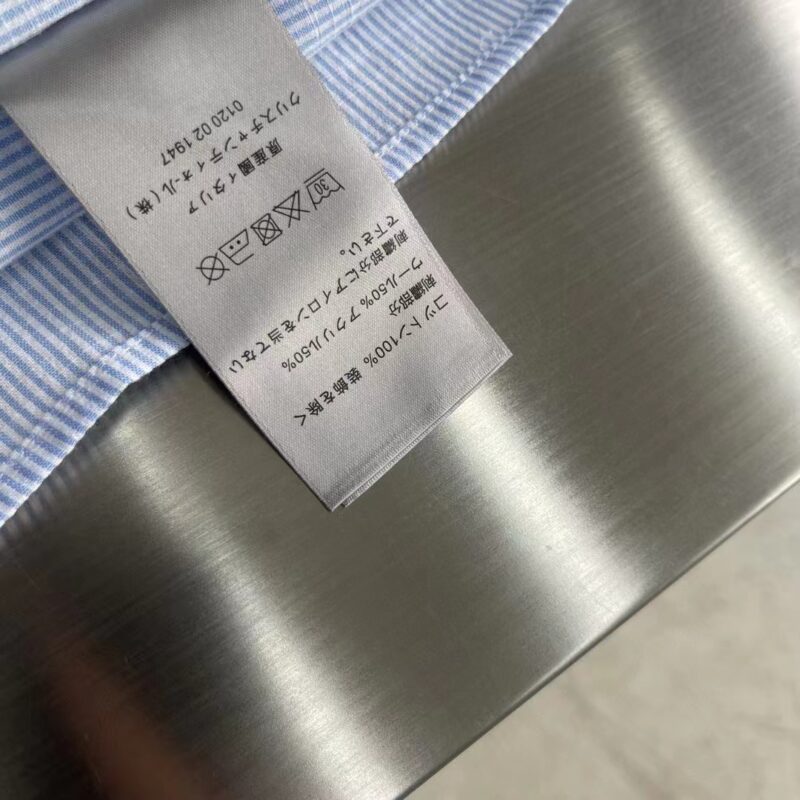 コットン100% 装飾を除く
刺繍部分
ウール50% アクリル50%
刺繍部分にアイロンを当てない
で下さい。
30
原産國 イタリア
クリスチャンディオール(株)
0120 02 1947